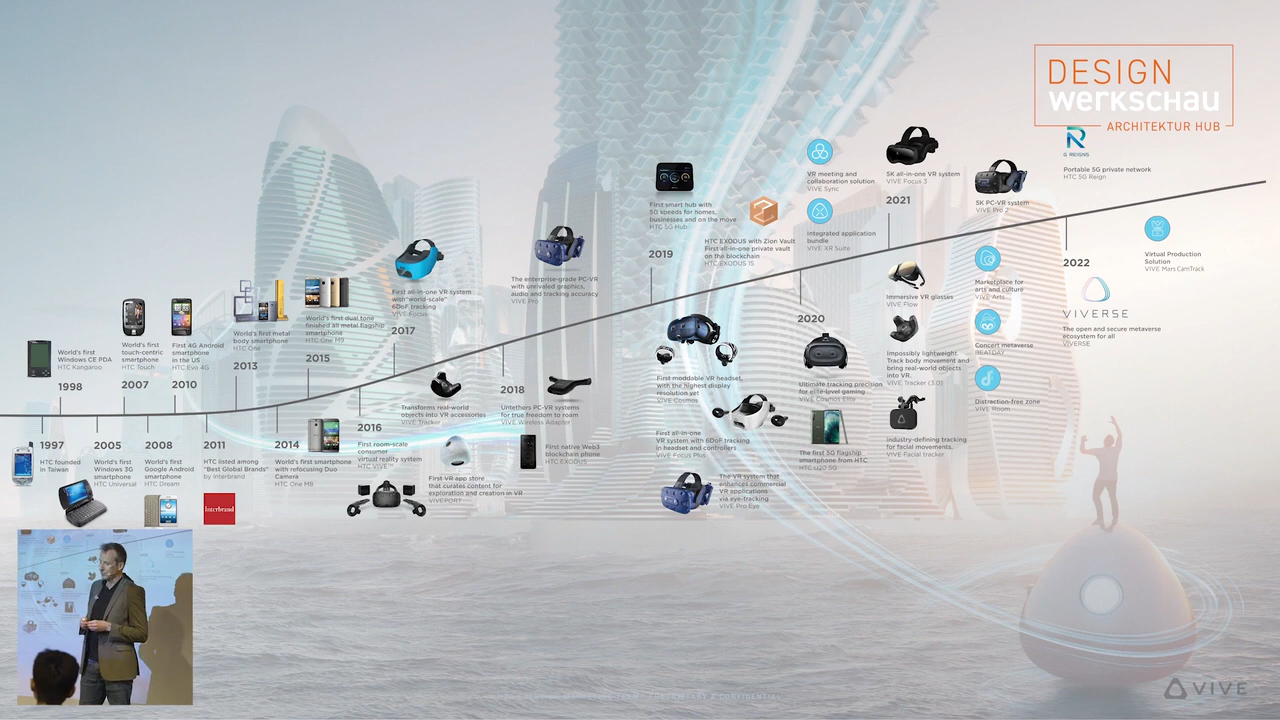 DESIGN
werkschau
ARCHITEKTUR HUB
G REIGNS
Portable 5G private network
HTC 5G Reign
5K all-in-one VR system
VIVE Focus 3
2021
VR meeting and
collaboration solution
VIVE Sync
Integrated application
bundle
VIVE XR Suite
5K PC-VR system
VIVE Pro 2
First smart hub with
5G speeds for homes,
businesses and on the move
HTC 5G Hub
HTC EXODUS with Zion Vault
First all-in-one private vault
on the blockchain
HTC EXODUS 1S
2019
2022
Virtual Production
Solution
VIVE Mars CamTrack
The enterprise-grade PC-VR
with unrivaled graphics,
audio and tracking accuracy
VIVE Pro
First all-in-one VR system
with "world-scale"
6DoF tracking
VIVE Focus
2017
World's first dual tone
finished all metal flagship
smartphone
HTC One M9
2015
World's first metal
body smartphone
HTC One
2013
First 4G Android
smartphone
in the US
HTC Evo 4G
2010
World's first
touch-centric
smartphone
HTC Touch
2007
World's first
Windows CE PDA
HTC Kangaroo
1998
Immersive VR glasses
VIVE Flow
Marketplace for
arts and culture
VIVE Arts
VIVERSE
The open and secure metaverse
ecosystem for all
VIVERSE
2020
Concert metaverse
BEATDAY
Impossibly lightweight.
Track body movement and
bring real-world objects
into VR.
VIVE Tracker (3.0)
First moddable VR headset,
with the highest display
resolution yet
VIVE Cosmos
Ultimate tracking precision
for elite-level gaming
VIVE Cosmos Elite
Distraction-free zone
VIVE Room
2018
Transforms real-world
objects into VR accessories
VIVE Tracker
Untethers PC-VR systems
for true freedom to roam
VIVE Wireless Adapter
1997
HTC founded
in Taiwan
2005
World's first
Windows 3G
smartphone
HTC Universal
2008
World's first
Google Android
smartphone
HTC Dream
2011
HTC listed among
"Best Global Brands"
by Interbrand
Interbrand
2014
World's first smartphone
with refocusing Duo
Camera
HTC One M8
2016
First room-scale
consumer
virtual reality system
HTC VIVE™
First VR app store
that curates content for
exploration and creation in VR
VIVEPORT
First native Web3
blockchain phone
HTC EXODUS
First all-in-one
VR system with 6DoF tracking
in headset and controllers
VIVE Focus Plus
The first 5G flagship
smartphone from HTC
HTC U20 5G
Industry-defining tracking
for facial movements.
VIVE Facial tracker
The VR system that
enhances commercial
VR applications
via eye-tracking
VIVE Pro Eye
VIVE